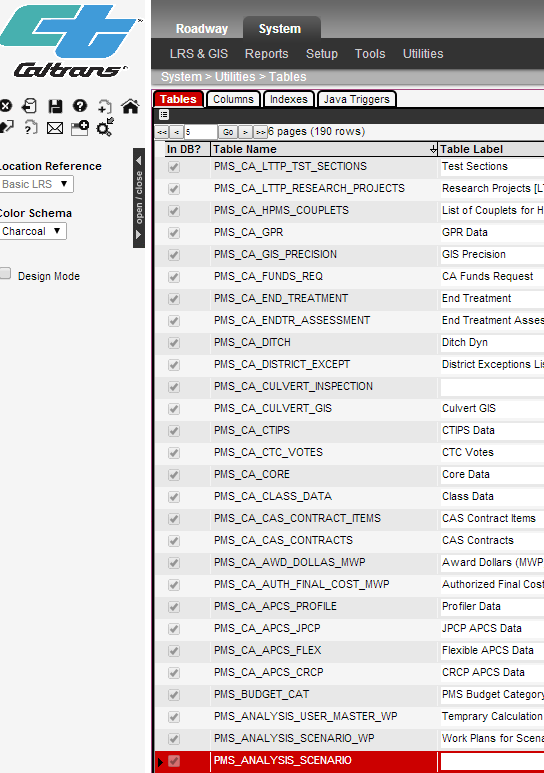 Caltrans
Location Reference
Basic LRS
Color Schema
Charcoal
Design Mode
open / close
Roadway System
LRS & GIS Reports Setup Tools Utilities
System > Utilities > Tables
Tables Columns Indexes Java Triggers
<< < 5 Go > >> 6 pages (190 rows)
In DB? Table Name Table Label
PMS_CA_LTTP_TST_SECTIONS Test Sections
PMS_CA_LTTP_RESEARCH_PROJECTS Research Projects [LT
PMS_CA_HPMS_COUPLETS List of Couplets for H
PMS_CA_GPR GPR Data
PMS_CA_GIS_PRECISION GIS Precision
PMS_CA_FUNDS_REQ CA Funds Request
PMS_CA_END_TREATMENT End Treatment
PMS_CA_ENDTR_ASSESSMENT End Treatment Asses
PMS_CA_DITCH Ditch Dyn
PMS_CA_DISTRICT_EXCEPT District Exceptions Lis
PMS_CA_CULVERT_INSPECTION
PMS_CA_CULVERT_GIS Culvert GIS
PMS_CA_CTIPS CTIPS Data
PMS_CA_CTC_VOTES CTC Votes
PMS_CA_CORE Core Data
PMS_CA_CLASS_DATA Class Data
PMS_CA_CAS_CONTRACT_ITEMS CAS Contract Items
PMS_CA_CAS_CONTRACTS CAS Contracts
PMS_CA_AWD_DOLLAS_MWP Award Dollars (MWP
PMS_CA_AUTH_FINAL_COST_MWP Authorized Final Cost
PMS_CA_APCS_PROFILE Profiler Data
PMS_CA_APCS_JPCP JPCP APCS Data
PMS_CA_APCS_FLEX Flexible APCS Data
PMS_CA_APCS_CRCP CRCP APCS Data
PMS_BUDGET_CAT PMS Budget Category
PMS_ANALYSIS_USER_MASTER_WP Temprary Calculation
PMS_ANALYSIS_SCENARIO_WP Work Plans for Scena
PMS_ANALYSIS_SCENARIO